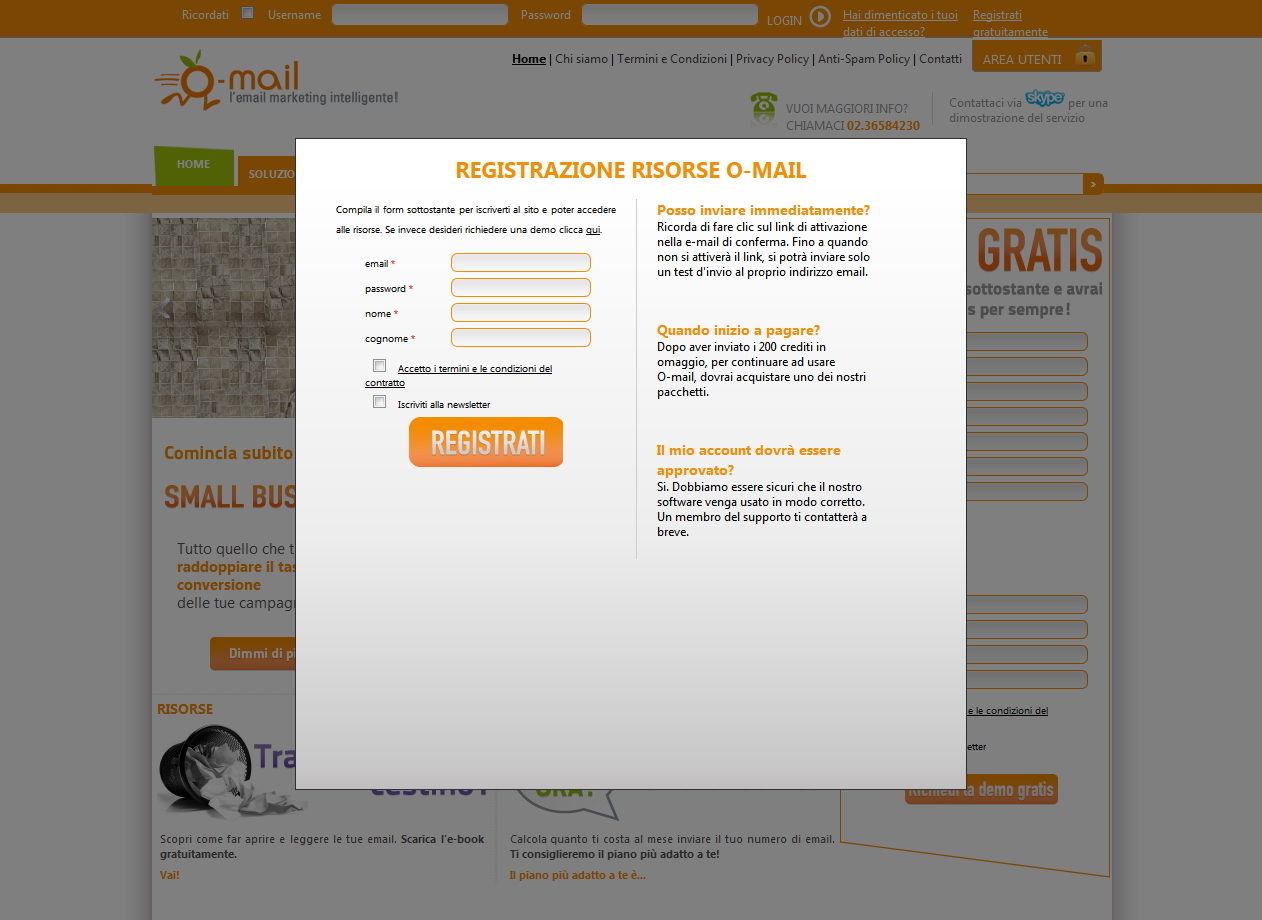 Ricordati Username Password LOGIN Hai dimenticato i tuoi dati di accesso? Registrati gratuitamente
O-mail
l'email marketing intelligente!
Home | Chi siamo | Termini e Condizioni | Privacy Policy | Anti-Spam Policy | Contatti
AREA UTENTI
VUOI MAGGIORI INFO?
CHIAMACI 02.36584230
Contattaci via skype per una
dimostrazione del servizio
HOME
SOLUZIO
REGISTRAZIONE RISORSE O-MAIL
Compila il form sottostante per iscriverti al sito e poter accedere
alle risorse. Se invece desideri richiedere una demo clicca qui.
email *
password *
nome *
cognome *
Accetto i termini e le condizioni del
contratto
Iscriviti alla newsletter
REGISTRATI
Posso inviare immediatamente?
Ricorda di fare clic sul link di attivazione
nella e-mail di conferma. Fino a quando
non si attiverà il link, si potrà inviare solo
un test d'invio al proprio indirizzo email.
Quando inizio a pagare?
Dopo aver inviato i 200 crediti in
omaggio, per continuare ad usare
O-mail, dovrai acquistare uno dei nostri
pacchetti.
Il mio account dovrà essere
approvato?
Si. Dobbiamo essere sicuri che il nostro
software venga usato in modo corretto.
Un membro del supporto ti contatterà a
breve.
GRATIS
sottostante e avrai
s per sempre!
Comincia subito
SMALL BUS
Tutto quello che t
raddoppiare il tas
conversione
delle tue campagn
Dimmi di pi
e le condizioni del
etter
Richiedi la demo gratis
RISORSE
Tra
cestino?
ORA!
Scopri come far aprire e leggere le tue email. Scarica l'e-book
gratuitamente.
Vai!
Calcola quanto ti costa al mese inviare il tuo numero di email.
Ti consiglieremo il piano più adatto a te!
Il piano più adatto a te è...